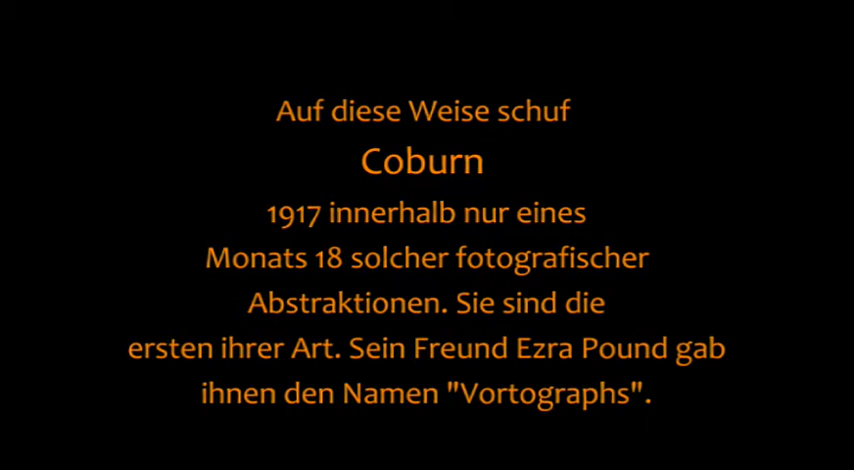 Auf diese Weise schuf
Coburn
1917 innerhalb nur eines
Monats 18 solcher fotografischer
Abstraktionen. Sie sind die
ersten ihrer Art. Sein Freund Ezra Pound gab
ihnen den Namen "Vortographs".